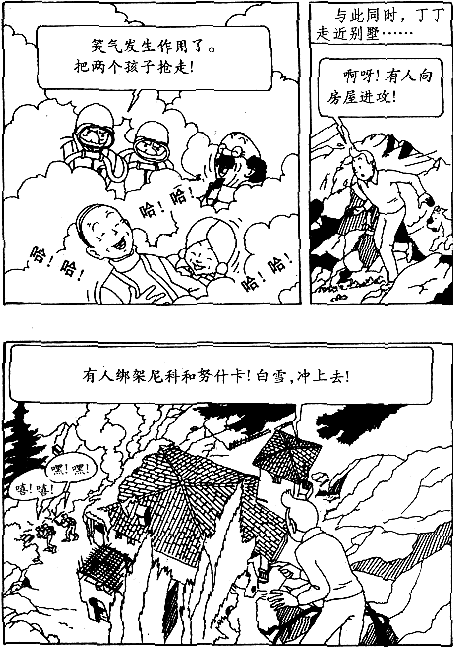 笑气发生作用了。
把两个孩子抢走!
哈!哈!
哈!哈!
哈!哈!
与此同时,丁丁
走近别墅……
啊呀!有人向
房屋进攻!
有人绑架尼科和努什卡!白雪,冲上去!
嘿!嘿!
嘻!嘻!